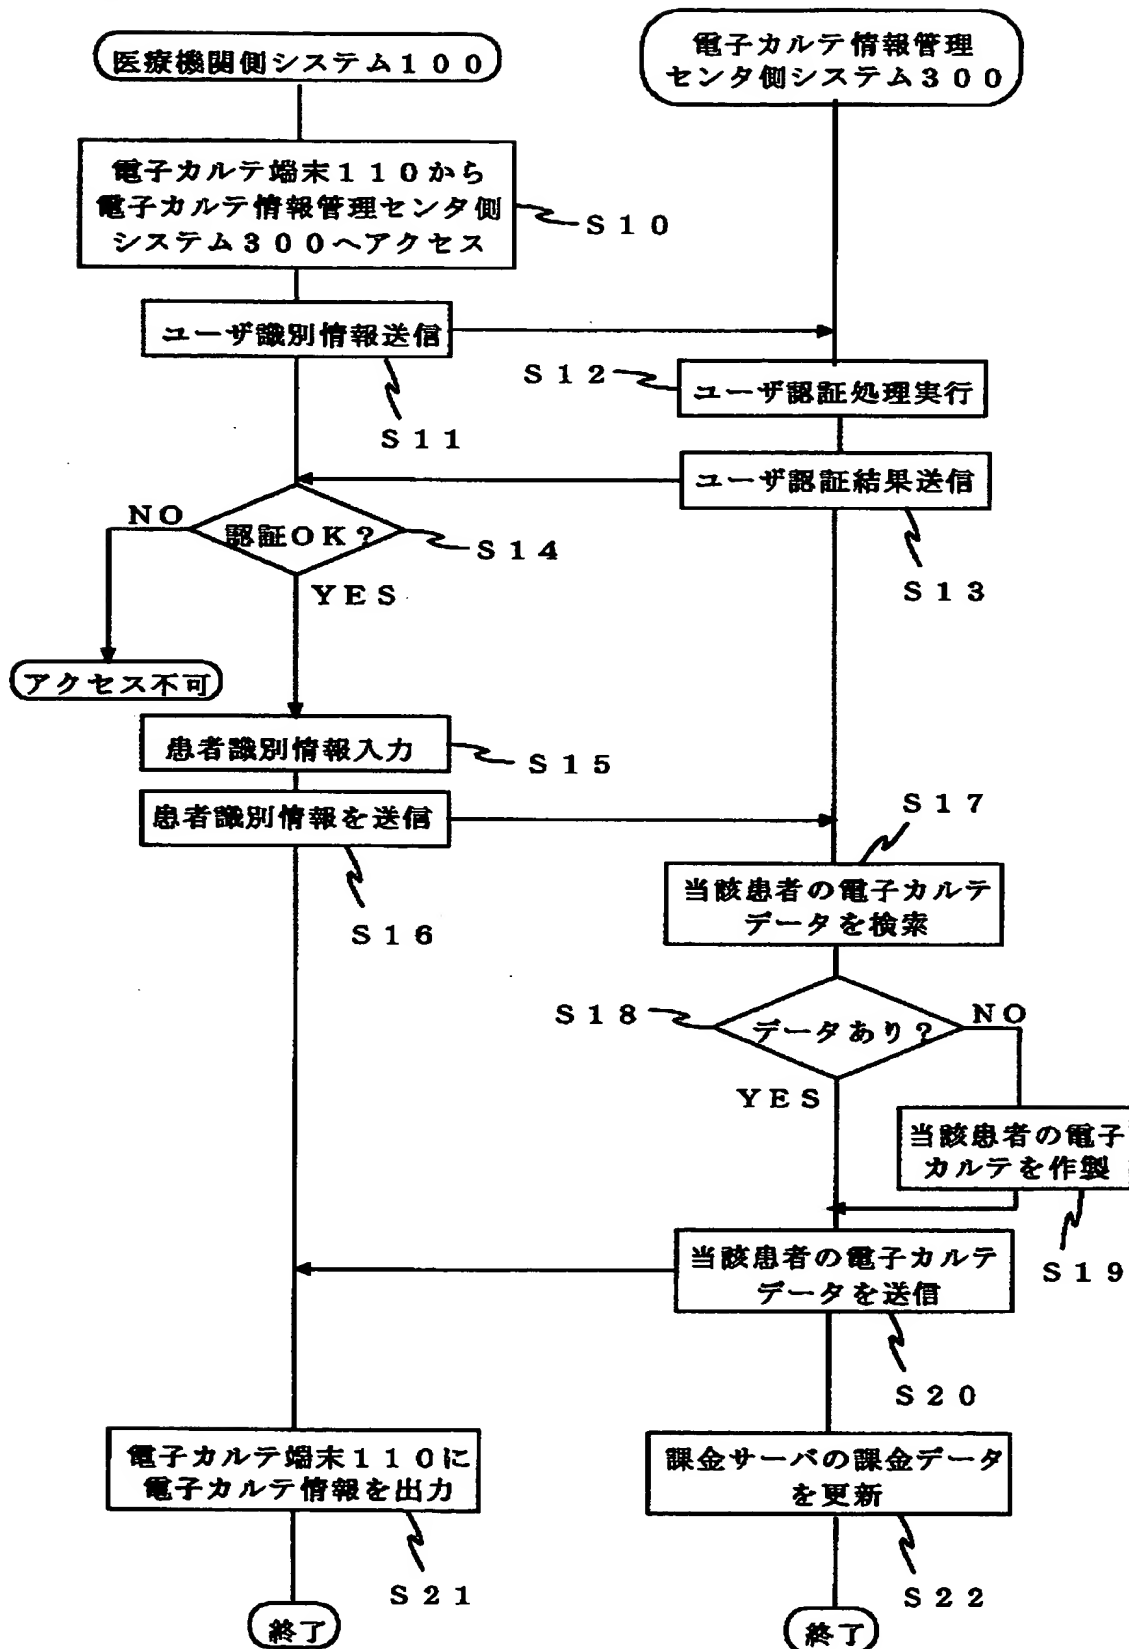 医療機関側システム１００
電子カルテ情報管理
センタ側システム３００
電子カルテ端末１１０から
電子カルテ情報管理センタ側
システム３００へアクセス
Ｓ１０
ユーザ識別情報送信
Ｓ１１
Ｓ１２
ユーザ認証処理実行
ユーザ認証結果送信
Ｓ１３
ＮＯ
認証ＯＫ？
Ｓ１４
ＹＥＳ
アクセス不可
患者識別情報入力
Ｓ１５
患者識別情報を送信
Ｓ１６
Ｓ１７
当該患者の電子カルテ
データを検索
Ｓ１８
データあり？
ＮＯ
ＹＥＳ
当該患者の電子
カルテを作製
Ｓ１９
当該患者の電子カルテ
データを送信
Ｓ２０
電子カルテ端末１１０に
電子カルテ情報を出力
Ｓ２１
課金サーバの課金データ
を更新
Ｓ２２
終了
終了